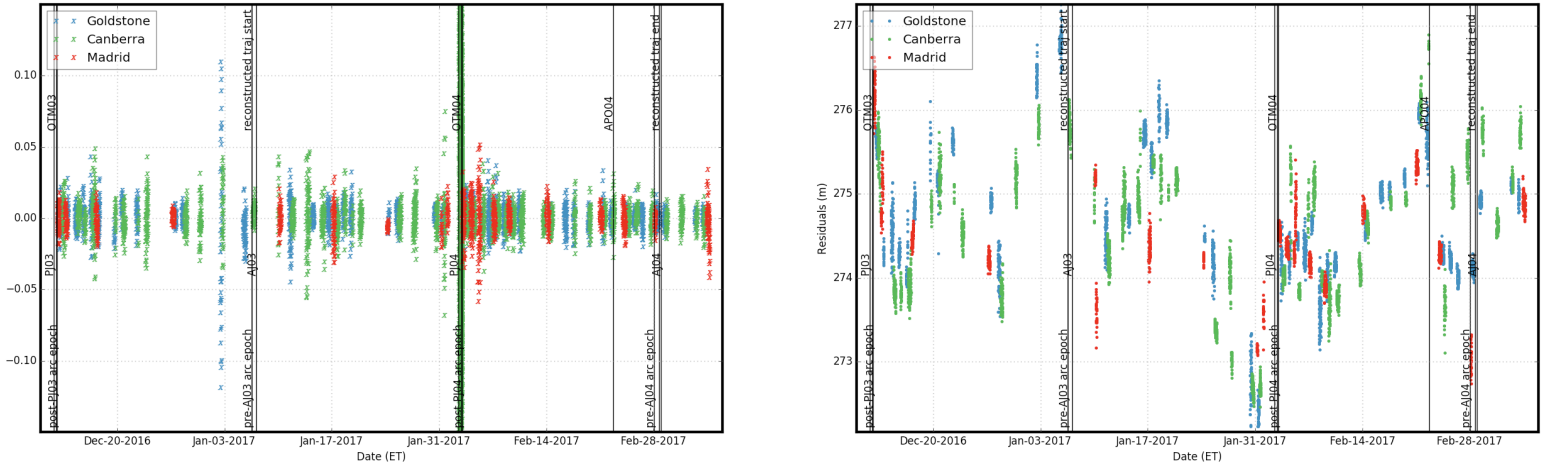 x x Goldstone
x x Canberra
x x Madrid
0.10
0.05
0.00
−0.05
−0.10
OTM03
PJ03
post-PJ03 arc epoch
reconstructed traj start
AJ03
pre-AJ03 arc epoch
OTM04
PJ04
post-PJ04 arc epoch
APO04
reconstructed traj end
AJ04
pre-AJ04 arc epoch
Dec-20-2016
Jan-03-2017
Jan-17-2017
Jan-31-2017
Feb-14-2017
Feb-28-2017
Date (ET)
Goldstone
Canberra
Madrid
Residuals (m)
277
276
275
274
273
OTM03
PJ03
post-PJ03 arc epoch
reconstructed traj start
AJ03
pre-AJ03 arc epoch
OTM04
PJ04
post-PJ04 arc epoch
APO04
reconstructed traj end
AJ04
pre-AJ04 arc epoch
Dec-20-2016
Jan-03-2017
Jan-17-2017
Jan-31-2017
Feb-14-2017
Feb-28-2017
Date (ET)